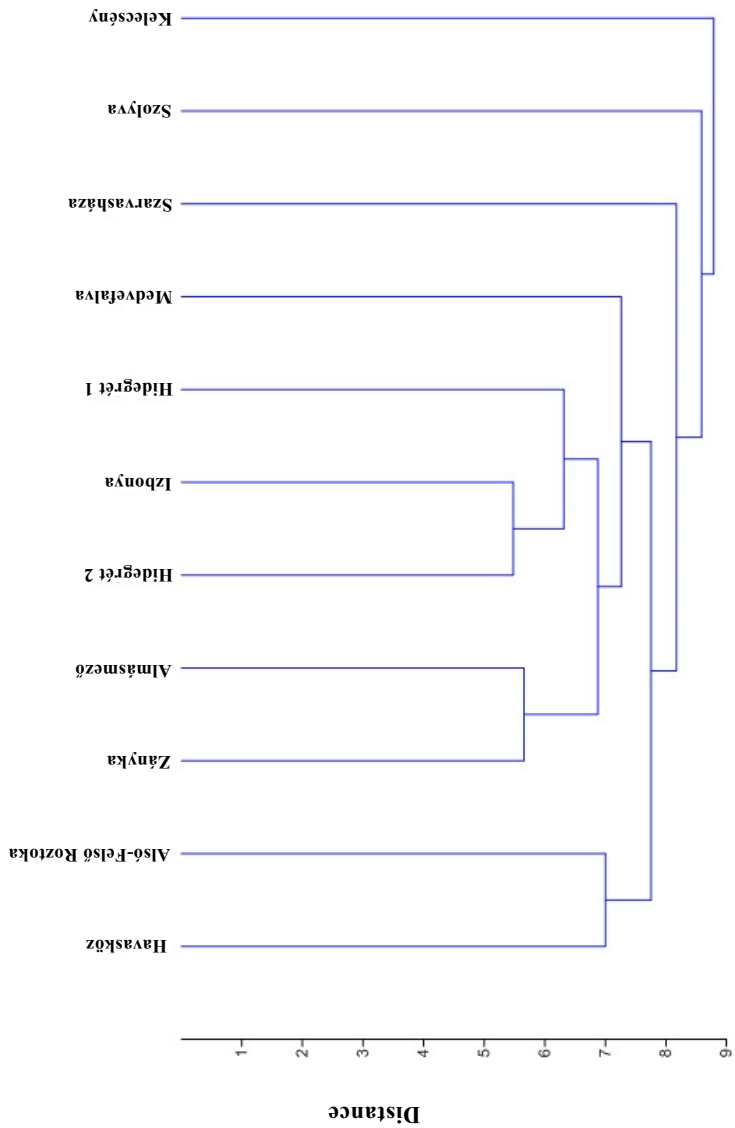 Kelecsény
Szolyva
Szarvasháza
Medvefalva
Hidegrét 1
Izbonya
Hidegrét 2
Almásmező
Zányka
Alsó-Felső Roztoka
Havasköz
1
2
3
4
5
6
7
8
9
Distance